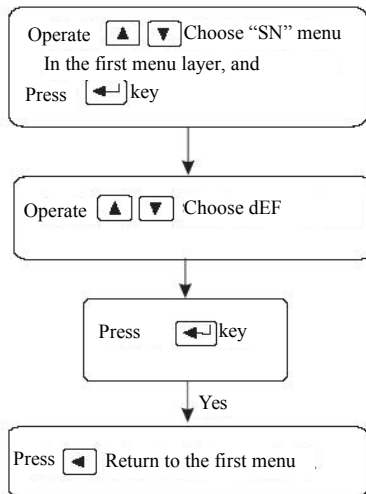 Operate ▲ ▼ Choose “SN” menu
In the first menu layer, and
Press key
Operate ▲ ▼ Choose dEF
Press key
Yes
Press ◄ Return to the first menu